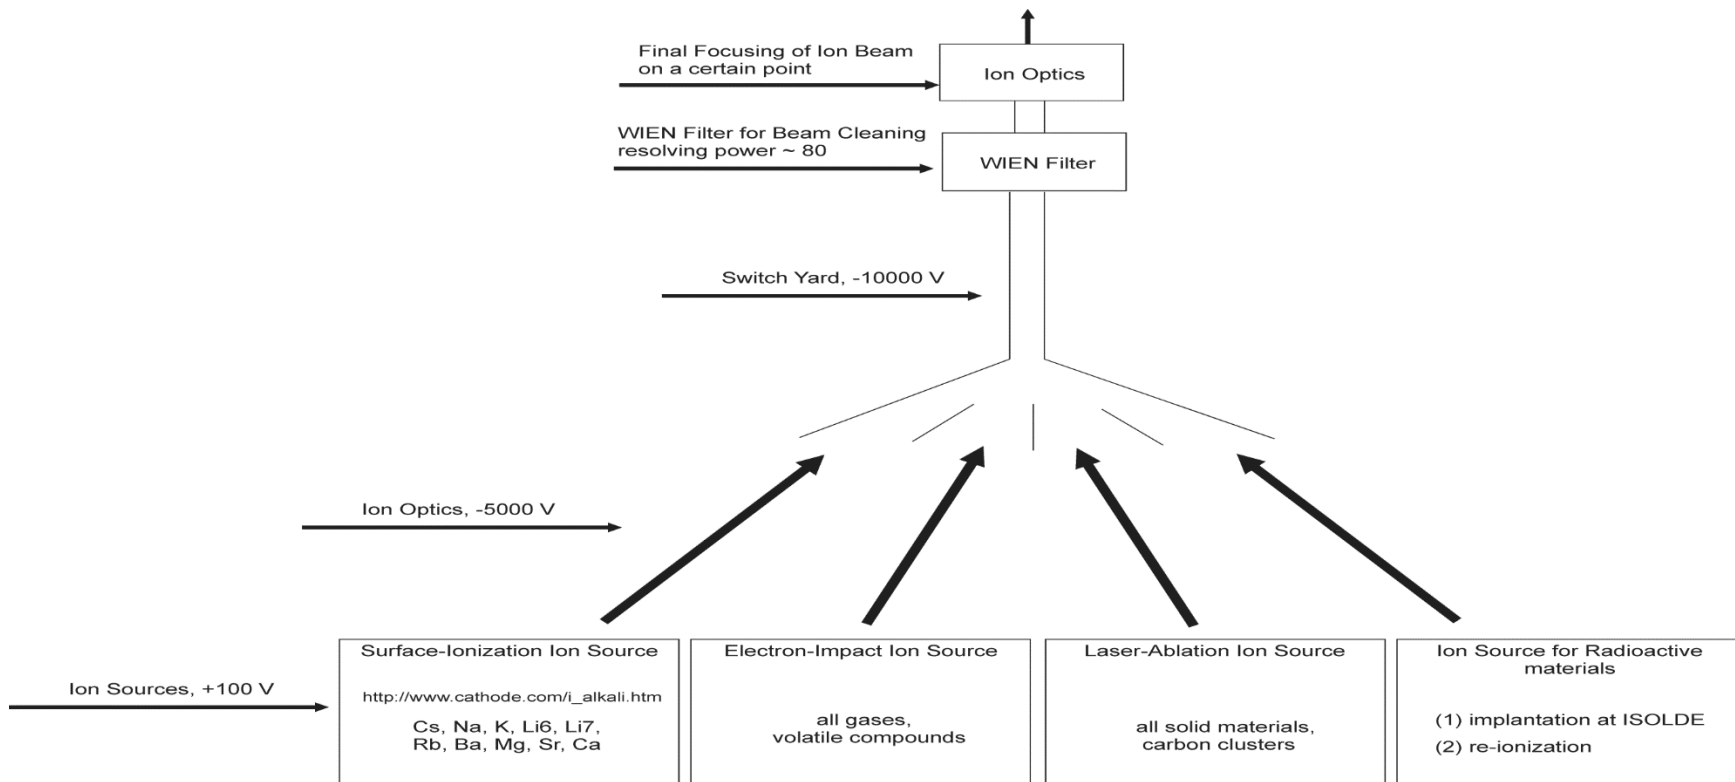 Final Focusing of Ion Beam
on a certain point
Ion Optics
WIEN Filter for Beam Cleaning
resolving power ~ 80
WIEN Filter
Switch Yard, -10000 V
Ion Optics, -5000 V
Ion Sources, +100 V
Surface-Ionization Ion Source
http://www.cathode.com/i_alkali.htm
Cs, Na, K, Li6, Li7,
Rb, Ba, Mg, Sr, Ca
Electron-Impact Ion Source
all gases,
volatile compounds
Laser-Ablation Ion Source
all solid materials,
carbon clusters
Ion Source for Radioactive
materials
(1) implantation at ISOLDE
(2) re-ionization